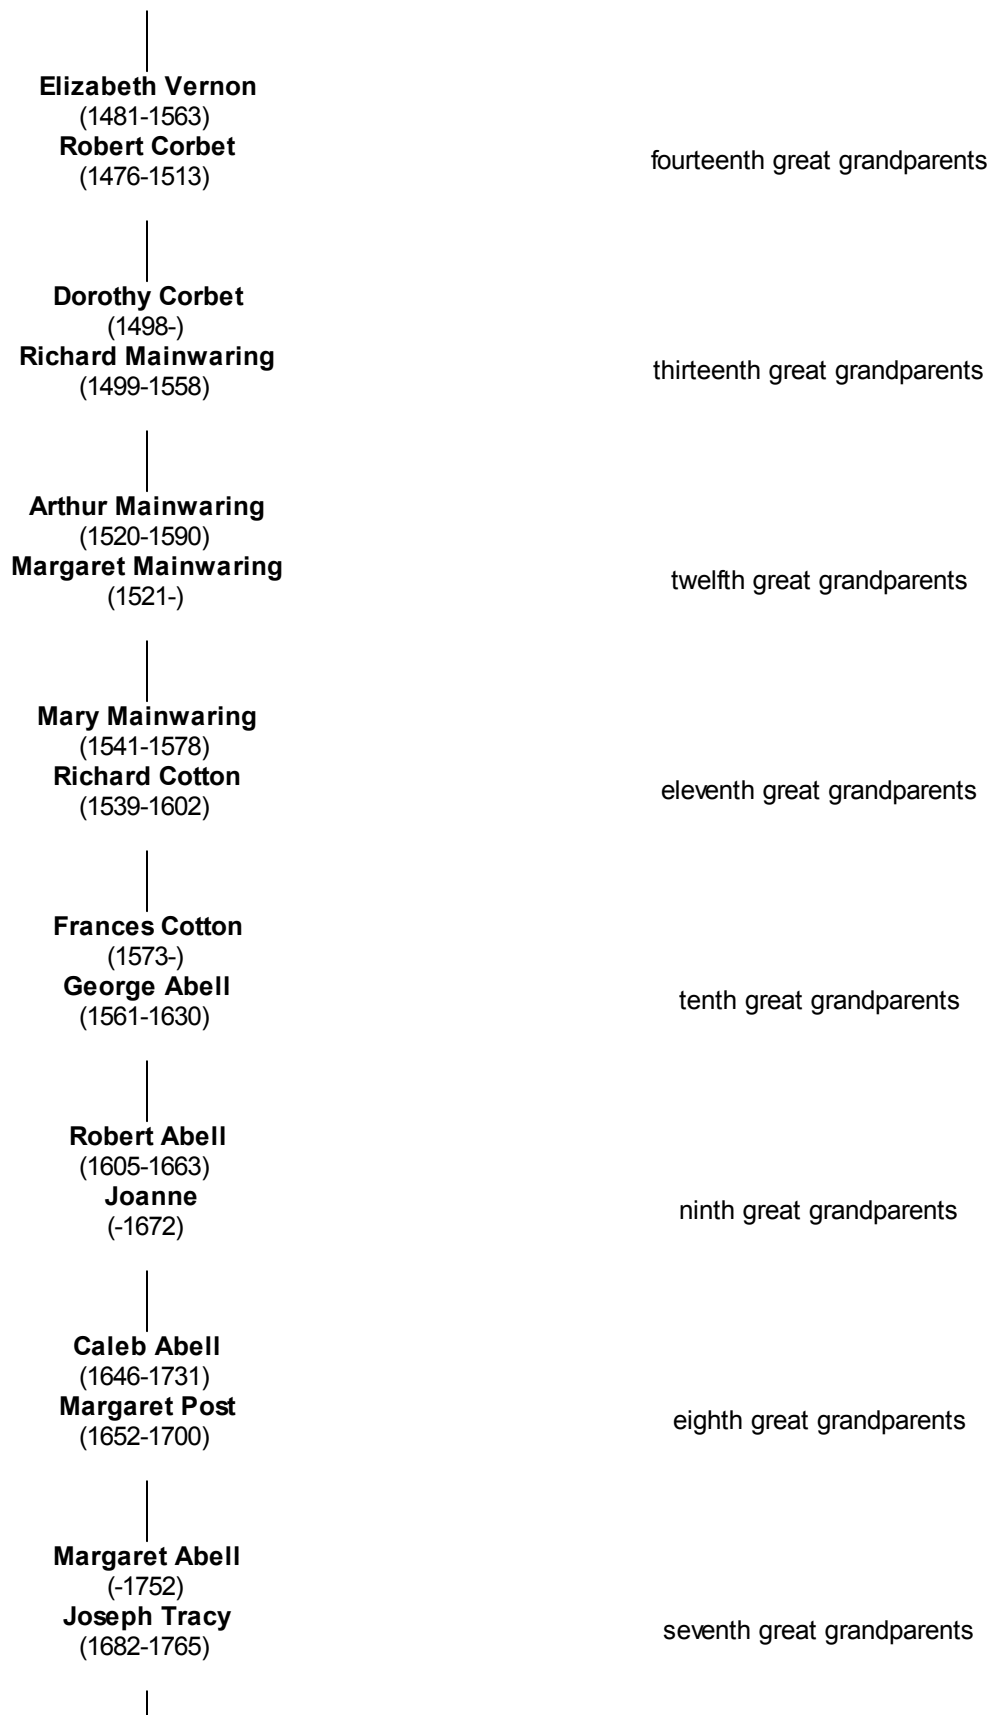 Elizabeth Vernon
(1481-1563)
Robert Corbet
(1476-1513)
fourteenth great grandparents
Dorothy Corbet
(1498-)
Richard Mainwaring
(1499-1558)
thirteenth great grandparents
Arthur Mainwaring
(1520-1590)
Margaret Mainwaring
(1521-)
twelfth great grandparents
Mary Mainwaring
(1541-1578)
Richard Cotton
(1539-1602)
eleventh great grandparents
Frances Cotton
(1573-)
George Abell
(1561-1630)
tenth great grandparents
Robert Abell
(1605-1663)
Joanne
(-1672)
ninth great grandparents
Caleb Abell
(1646-1731)
Margaret Post
(1652-1700)
eighth great grandparents
Margaret Abell
(-1752)
Joseph Tracy
(1682-1765)
seventh great grandparents